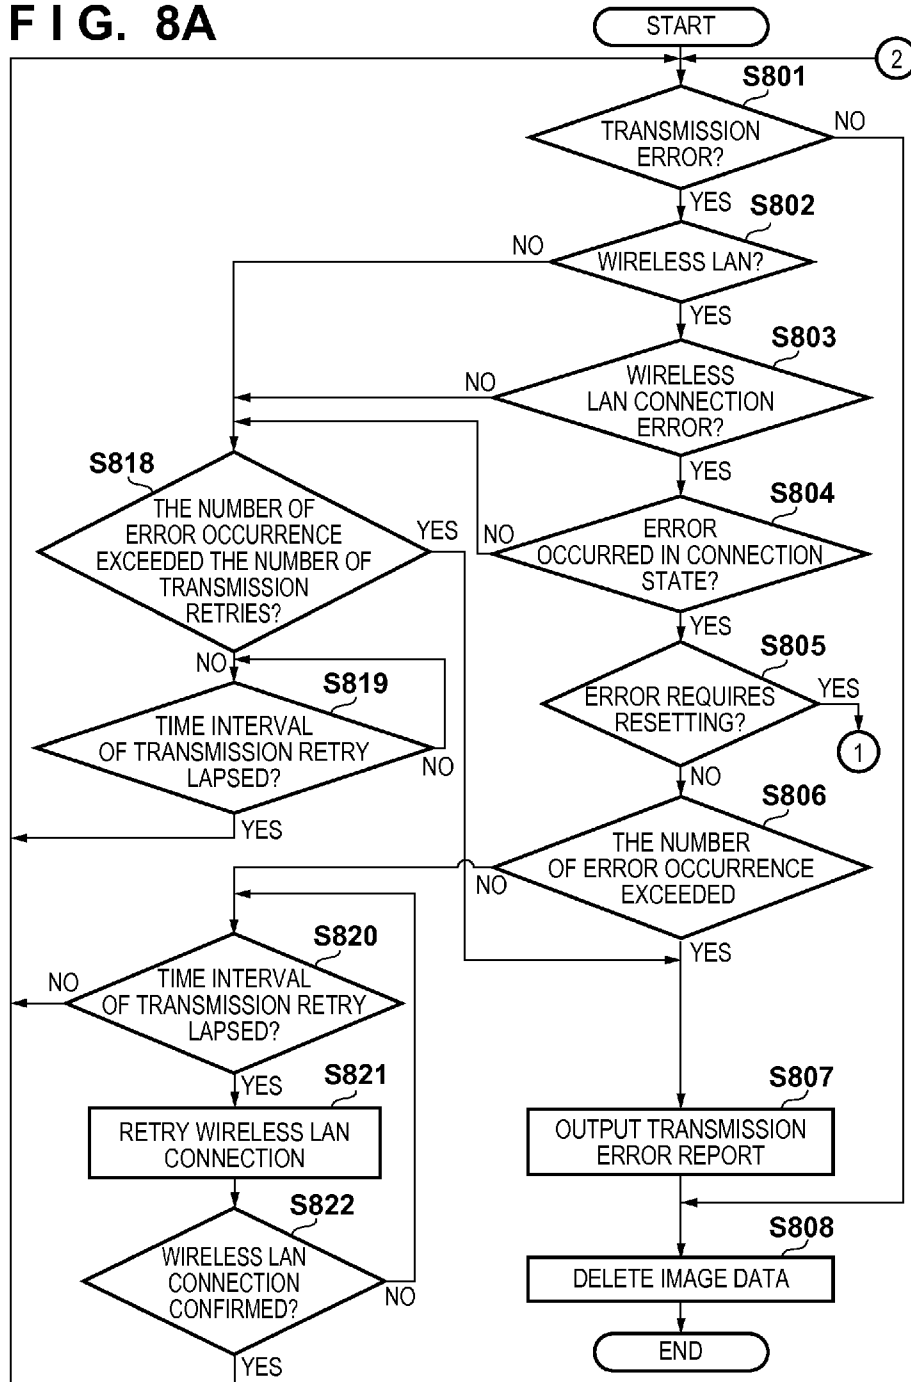 FIG. 8A
START
2
S801
TRANSMISSION
ERROR?
NO
YES
S802
WIRELESS LAN?
NO
YES
S803
WIRELESS
LAN CONNECTION
ERROR?
NO
YES
S804
ERROR
OCCURRED IN CONNECTION
STATE?
NO
YES
S805
ERROR REQUIRES
RESETTING?
YES
1
NO
S806
THE NUMBER
OF ERROR OCCURRENCE
EXCEEDED
NO
YES
S818
THE NUMBER OF
ERROR OCCURRENCE
EXCEEDED THE NUMBER OF
TRANSMISSION
RETRIES?
YES
NO
S819
TIME INTERVAL
OF TRANSMISSION RETRY
LAPSED?
NO
YES
S820
TIME INTERVAL
OF TRANSMISSION RETRY
LAPSED?
NO
YES
S821
RETRY WIRELESS LAN
CONNECTION
S822
WIRELESS LAN
CONNECTION
CONFIRMED?
NO
YES
S807
OUTPUT TRANSMISSION
ERROR REPORT
S808
DELETE IMAGE DATA
END